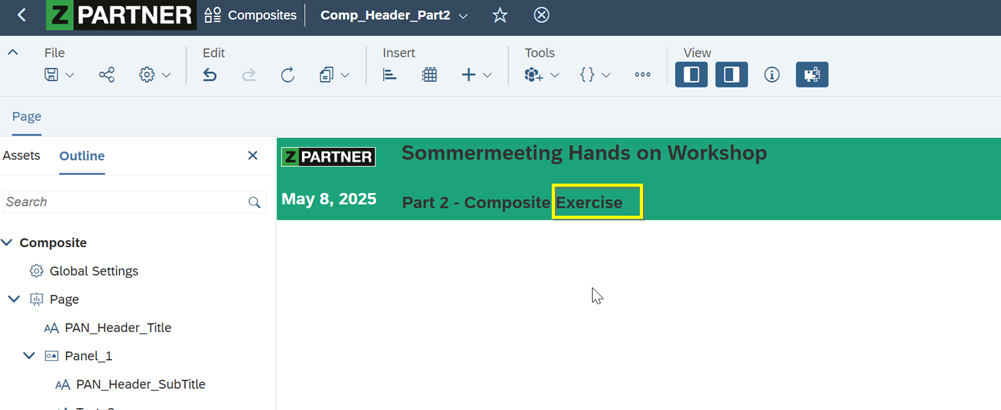 Z PARTNER Composites Comp_Header_Part2
File Edit Insert Tools View
Page
Assets Outline
Search
Composite
Global Settings
Page
PAN_Header_Title
Panel_1
PAN_Header_SubTitle
Z PARTNER Sommermeeting Hands on Workshop
May 8, 2025 Part 2 - Composite Exercise